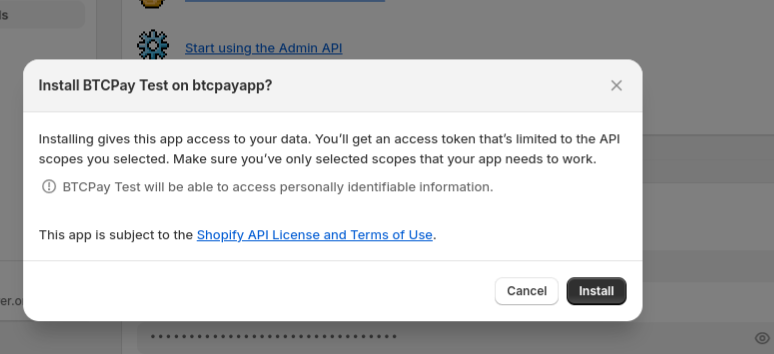 Start using the Admin API
Install BTCPay Test on btcpayapp?
Installing gives this app access to your data. You’ll get an access token that’s limited to the API
scopes you selected. Make sure you’ve only selected scopes that your app needs to work.
BTCPay Test will be able to access personally identifiable information.
This app is subject to the Shopify API License and Terms of Use.
Cancel
Install